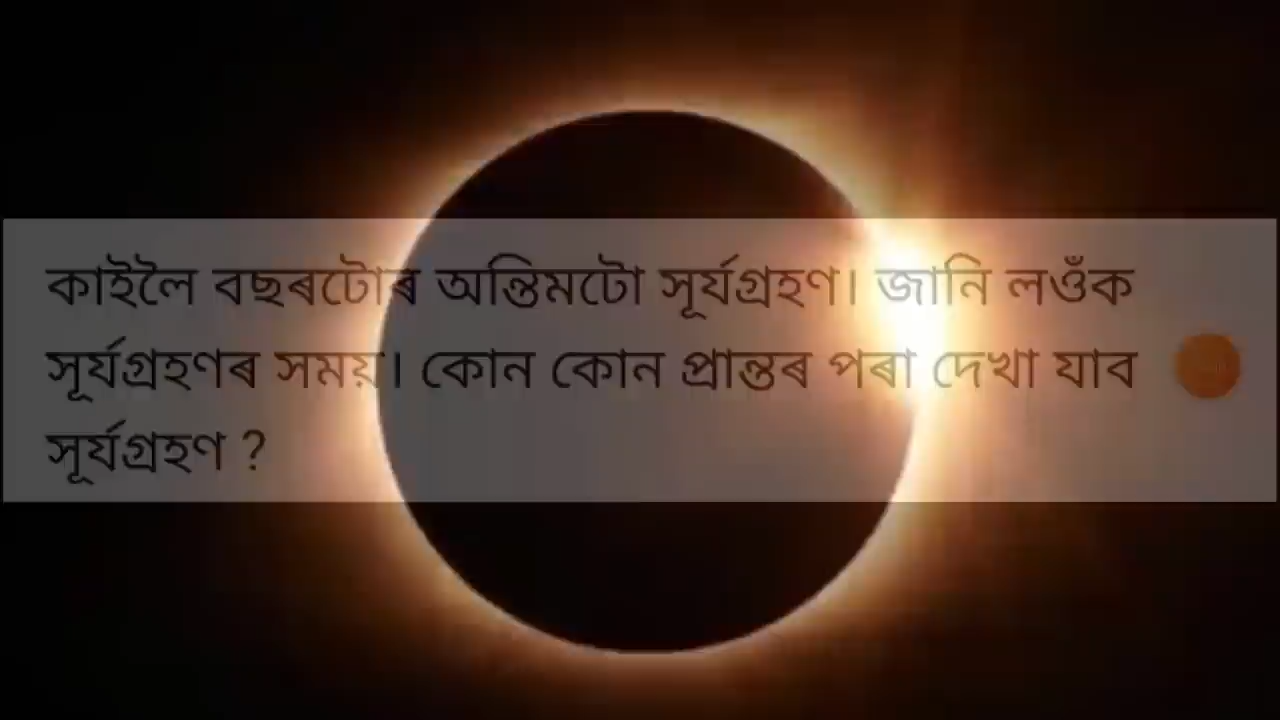 কাইলৈ বছৰটোৰ অন্তিমটো সূৰ্যগ্ৰহণ। জানি লওঁক
সূৰ্যগ্ৰহণৰ সময়। কোন কোন প্ৰান্তৰ পৰা দেখা যাব
সূৰ্যগ্ৰহণ ?